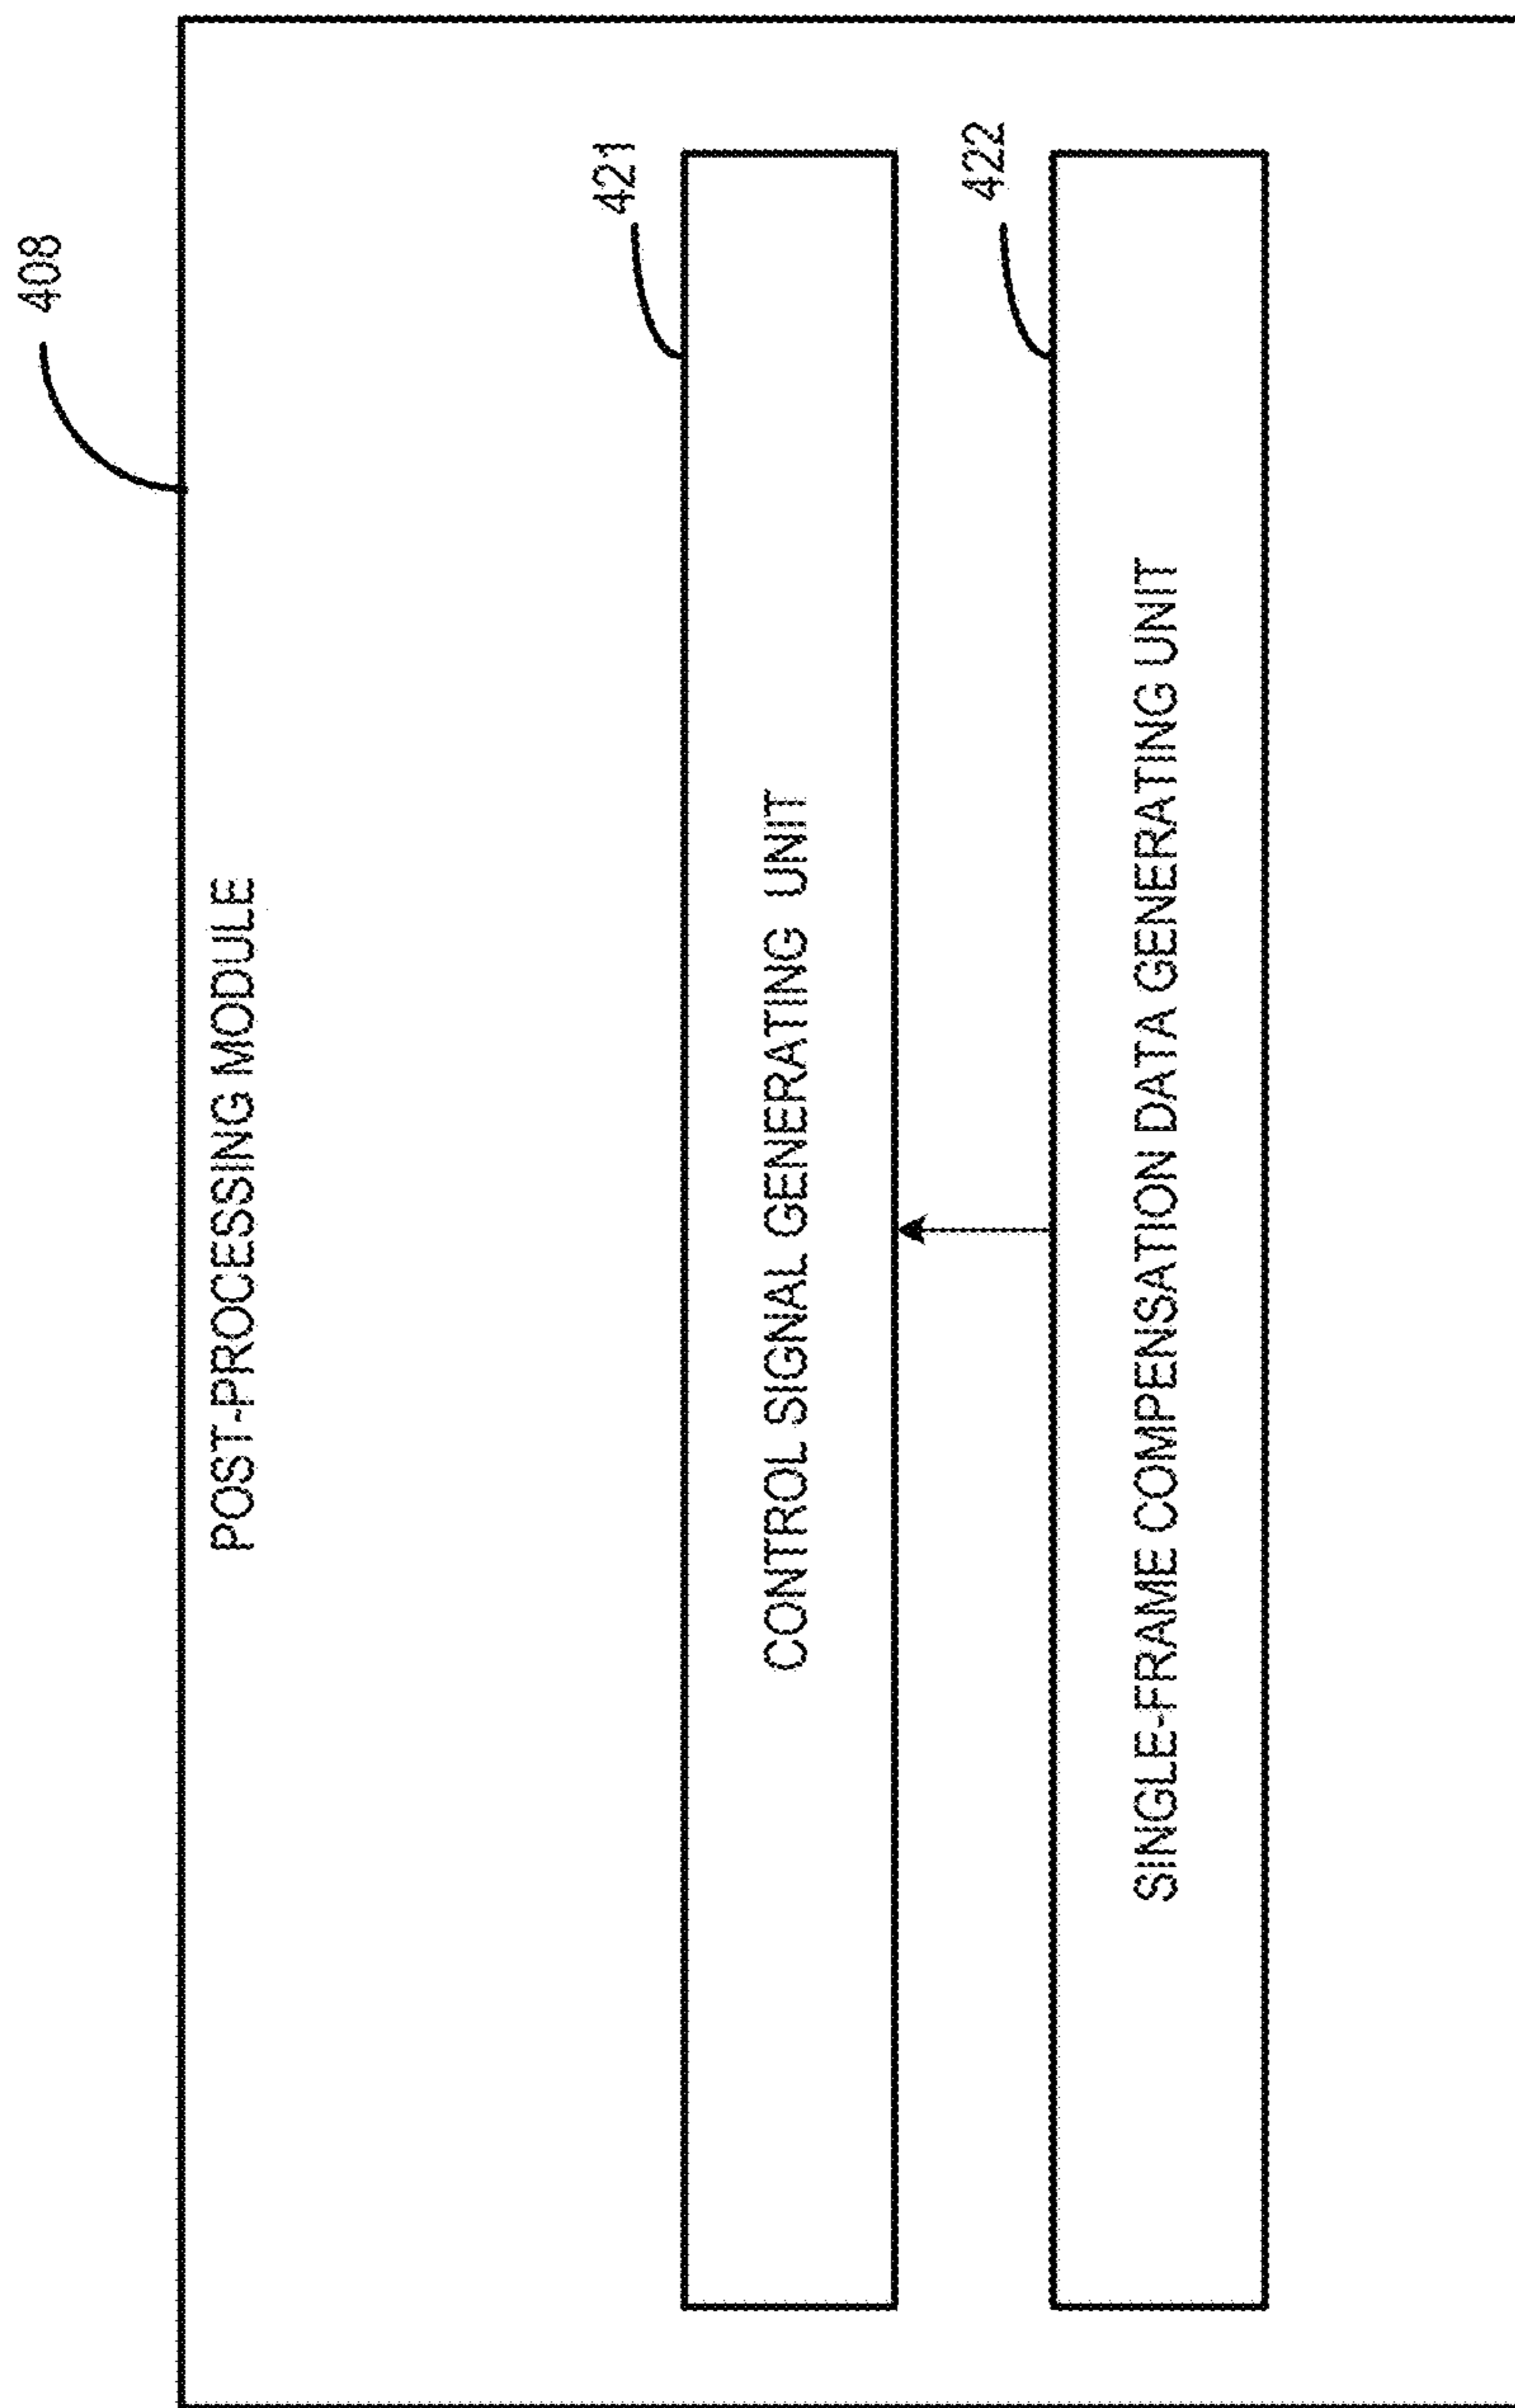 408
POST-PROCESSING MODULE
421
CONTROL SIGNAL GENERATING UNIT
422
SINGLE-FRAME COMPENSATION DATA GENERATING UNIT